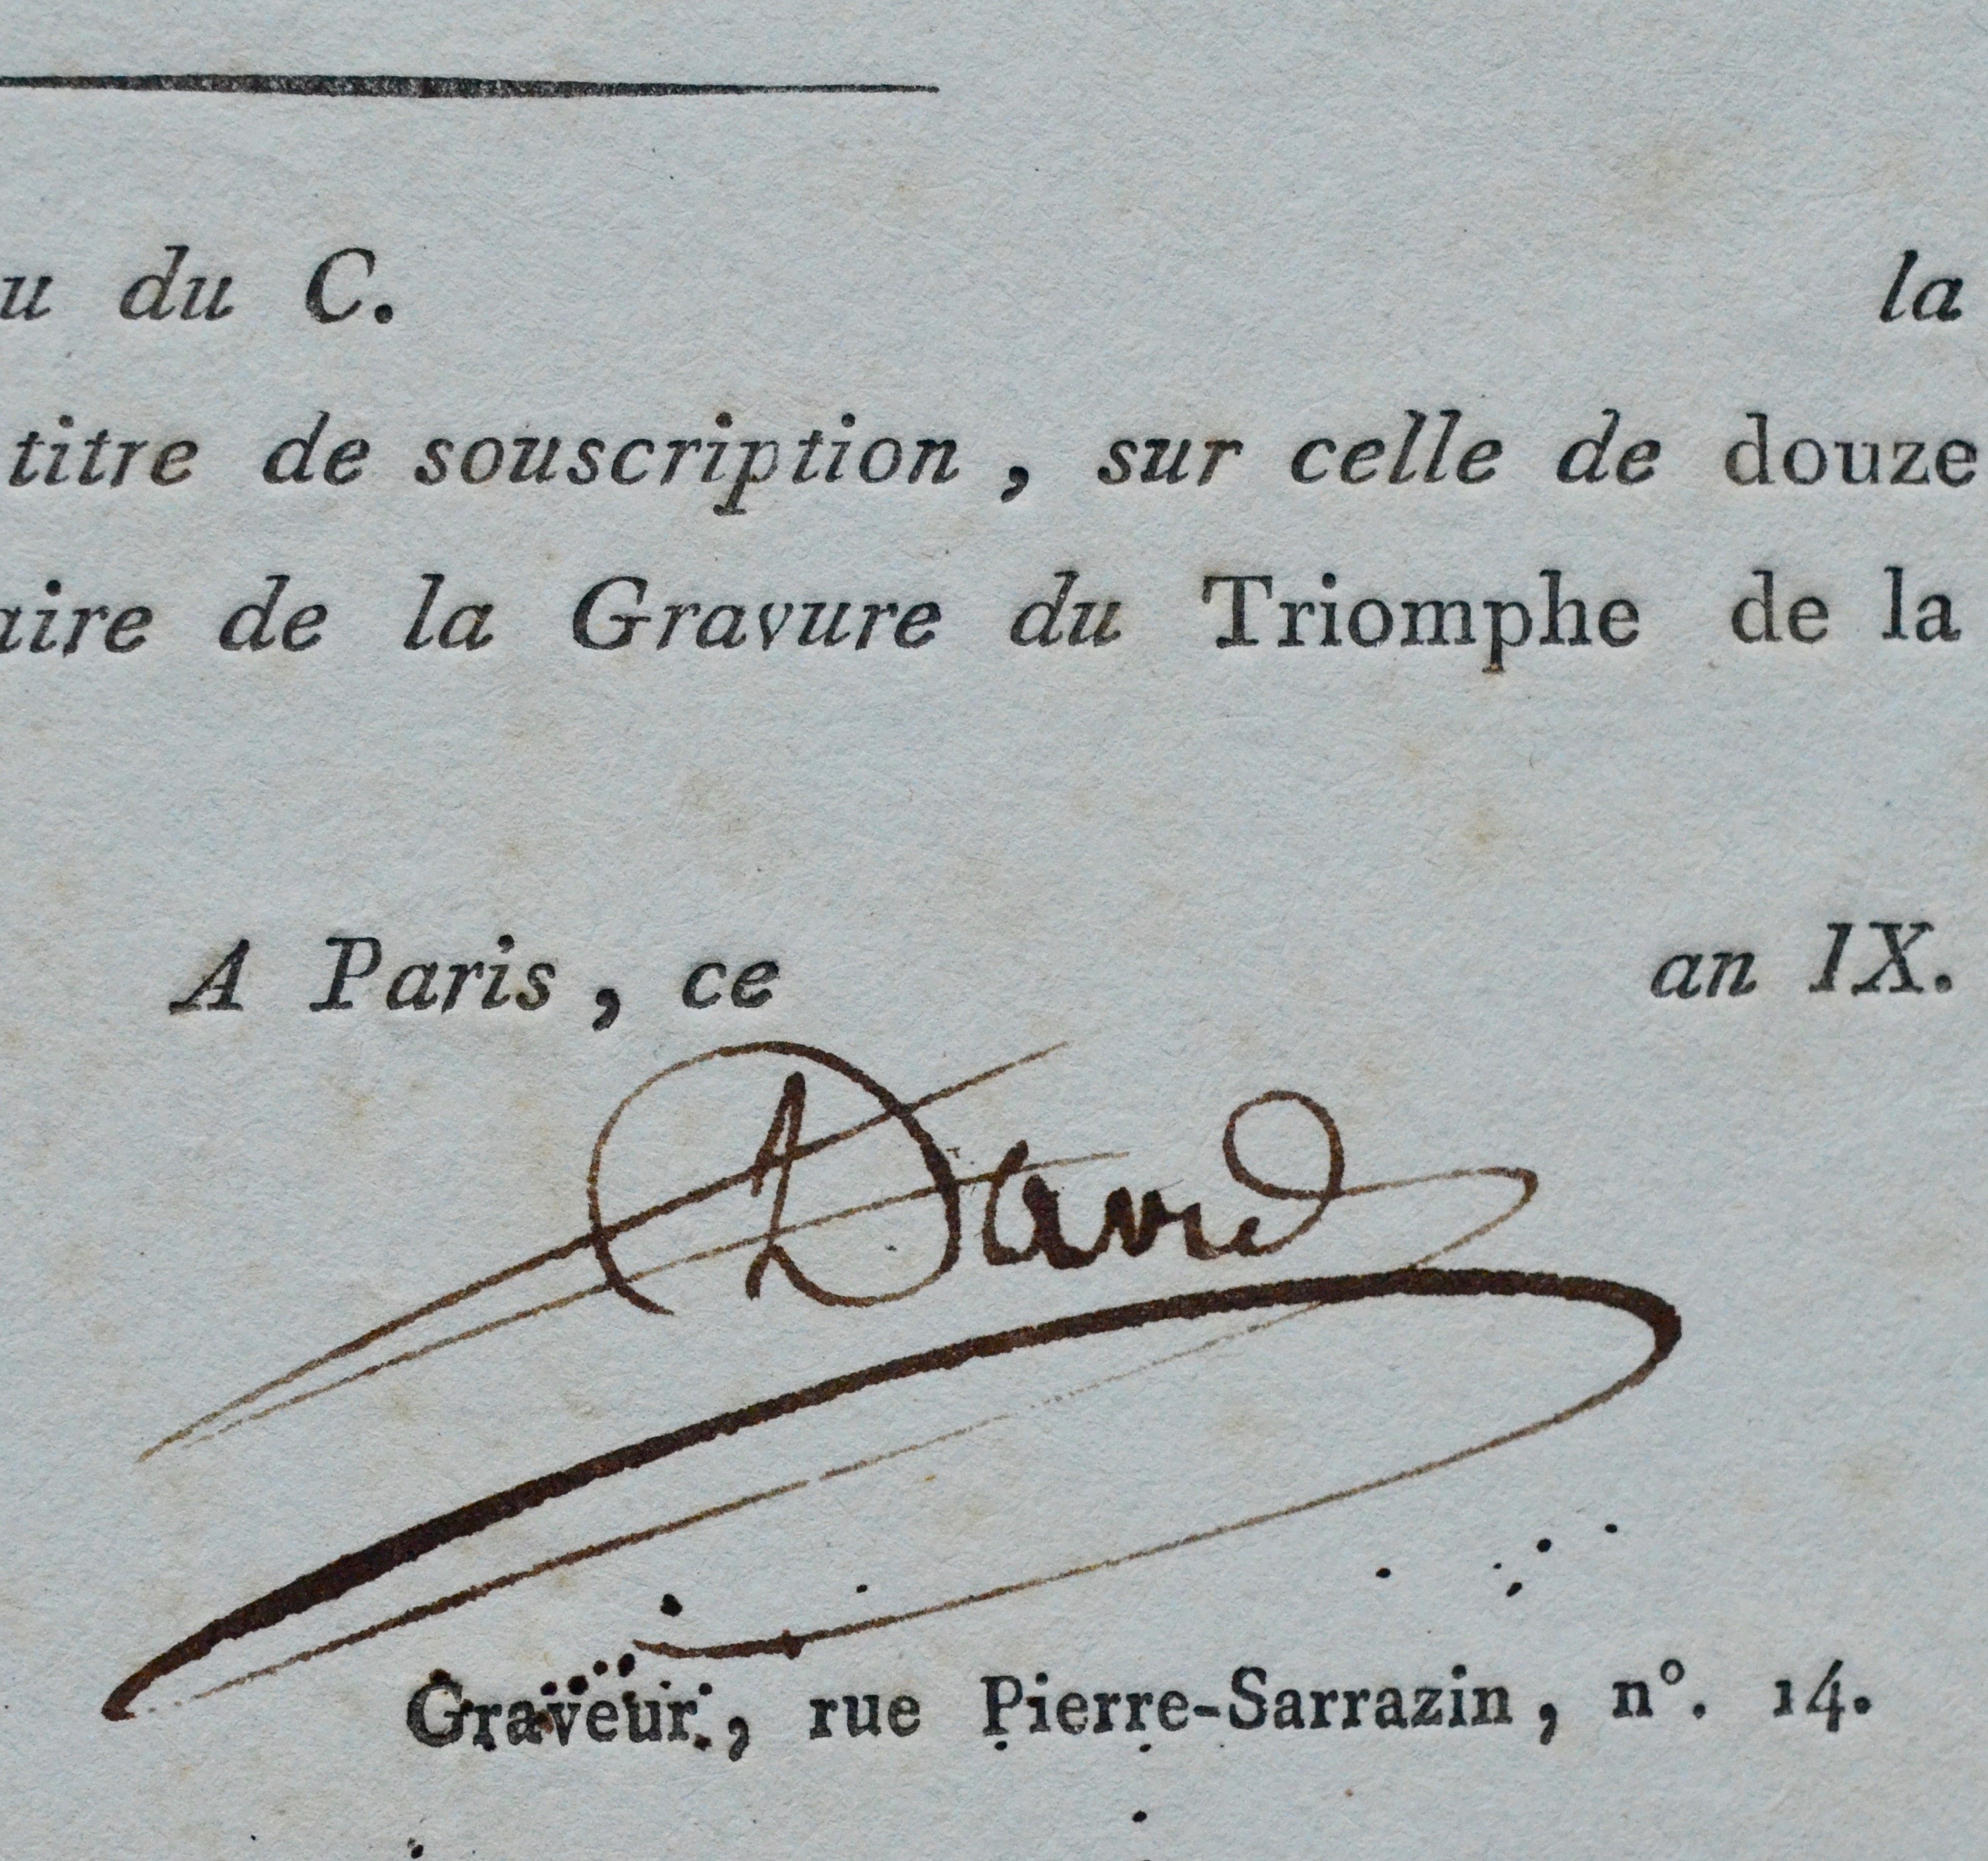 u du C. la
titre de souscription , sur celle de douze
aire de la Gravure du Triomphe de la
A Paris , ce an IX.
David
Graveur , rue Pierre-Sarrazin , n°. 14.